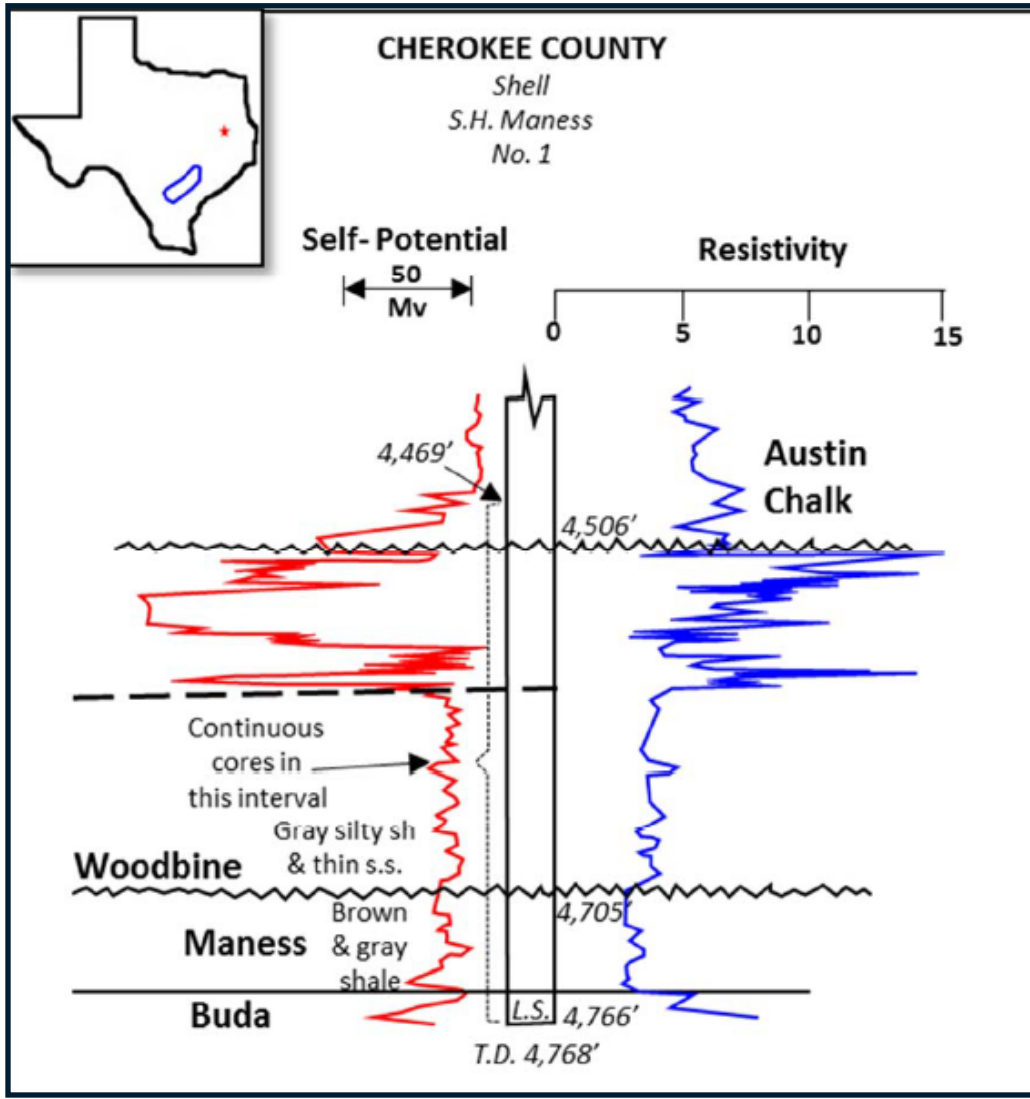 CHEROKEE COUNTY
Shell
S.H. Maness
No. 1
Self- Potential
50
Mv
Resistivity
0
5
10
15
4,469’
Austin
Chalk
4,506’
Continuous
cores in
this interval
Gray silty sh
& thin s.s.
Woodbine
4,705’
Brown
& gray
shale
Maness
Buda
L.S.
4,766’
T.D. 4,768’